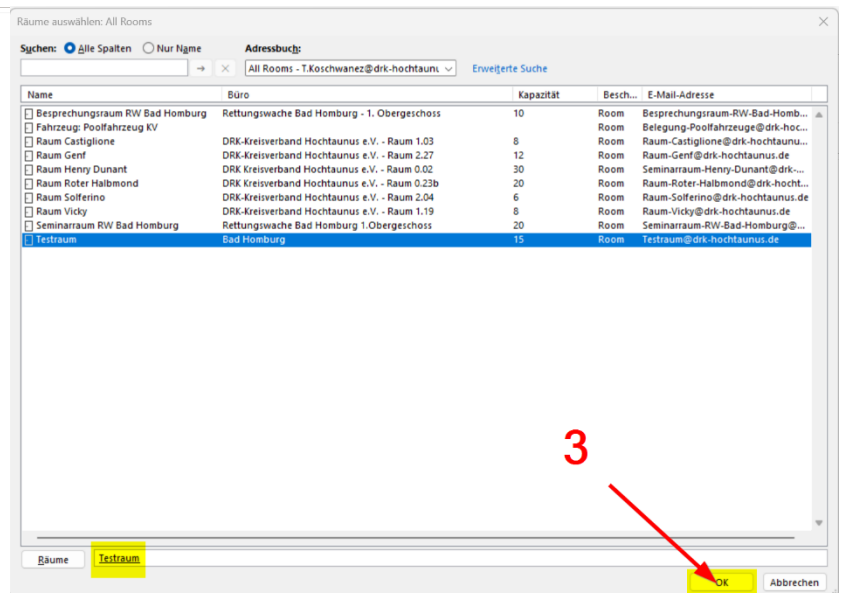 Räume auswählen: All Rooms
Suchen: Alle Spalten Nur Name Adressbuch:
All Rooms - T.Koschwanez@drk-hochtaunu Erweiterte Suche
Name Büro Kapazität Besch... E-Mail-Adresse
Besprechungsraum RW Bad Homburg Rettungswache Bad Homburg - 1. Obergeschoss 10 Room Besprechungsraum-RW-Bad-Homb...
Fahrzeug: Poolfahrzeug KV Room Belegung-Poolfahrzeuge@drk-hoc...
Raum Castiglione DRK-Kreisverband Hochtaunus e.V. - Raum 1.03 8 Room Raum-Castiglione@drk-hochtaunu...
Raum Genf DRK-Kreisverband Hochtaunus e.V. - Raum 2.27 12 Room Raum-Genf@drk-hochtaunus.de
Raum Henry Dunant DRK Kreisverband Hochtaunus e.V. - Raum 0.02 30 Room Seminarraum-Henry-Dunant@drk-...
Raum Roter Halbmond DRK Kreisverband Hochtaunus e.V. - Raum 0.23b 20 Room Raum-Roter-Halbmond@drk-hocht...
Raum Solferino DRK-Kreisverband Hochtaunus e.V. - Raum 2.04 6 Room Raum-Solferino@drk-hochtaunus.de
Raum Vicky DRK-Kreisverband Hochtaunus e.V. - Raum 1.19 8 Room Raum-Vicky@drk-hochtaunus.de
Seminarraum RW Bad Homburg Rettungswache Bad Homburg 1.Obergeschoss 20 Room Seminarraum-RW-Bad-Homburg@...
Testraum Bad Homburg 15 Room Testraum@drk-hochtaunus.de
3
Räume Testraum
OK Abbrechen